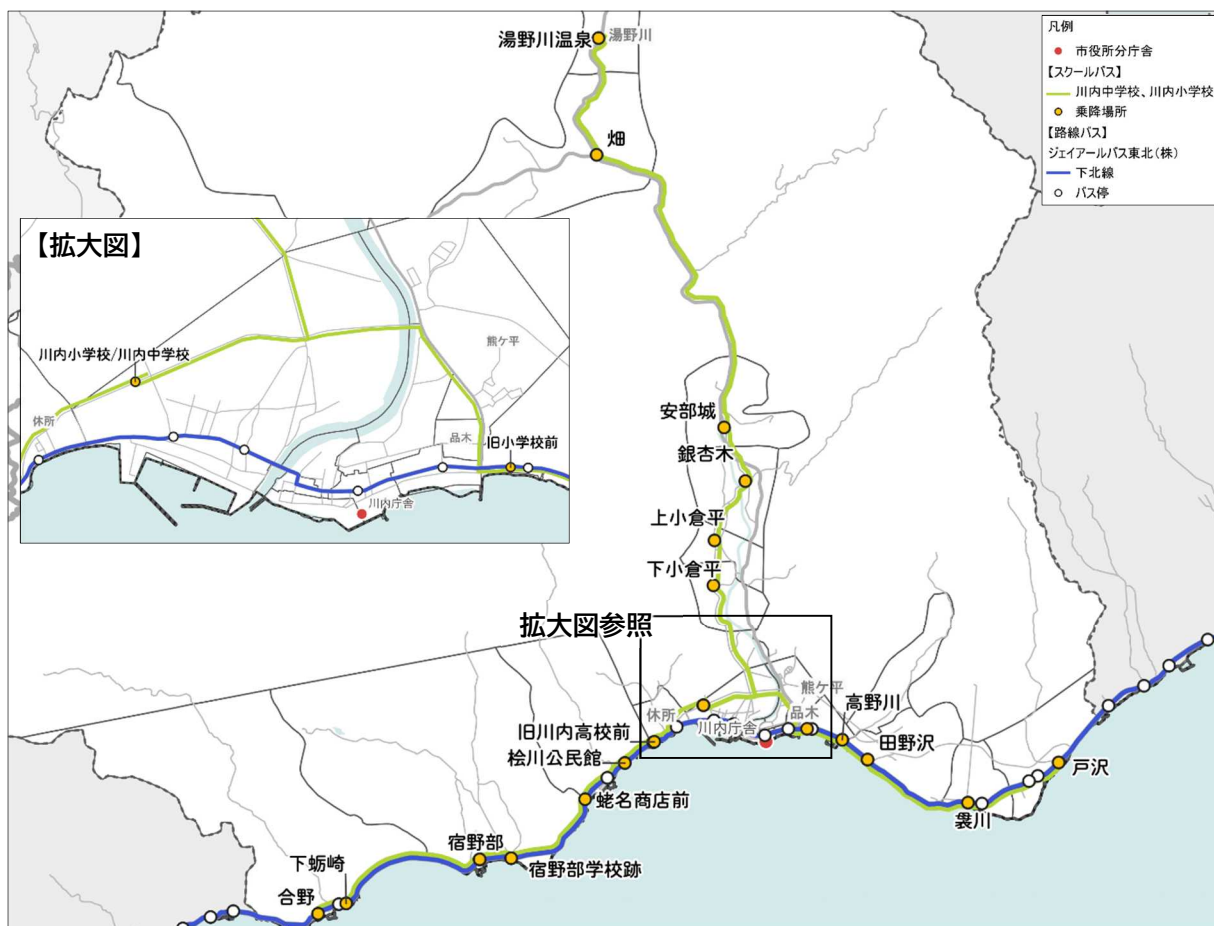 湯野川温泉
湯野川
畑
凡例
市役所分庁舎
【スクールバス】
川内中学校、川内小学校
乗降場所
【路線バス】
ジェイアールバス東北(株)
下北線
バス停
【拡大図】
川内小学校/川内中学校
熊ケ平
休所
品木
旧小学校前
川内庁舎
安部城
銀杏木
上小倉平
下小倉平
拡大図参照
熊ケ平
高野川
休所
品木
旧川内高校前
川内庁舎
田野沢
桧川公民館
戸沢
蛯名商店前
袰川
宿野部
下蛎崎
宿野部学校跡
合野